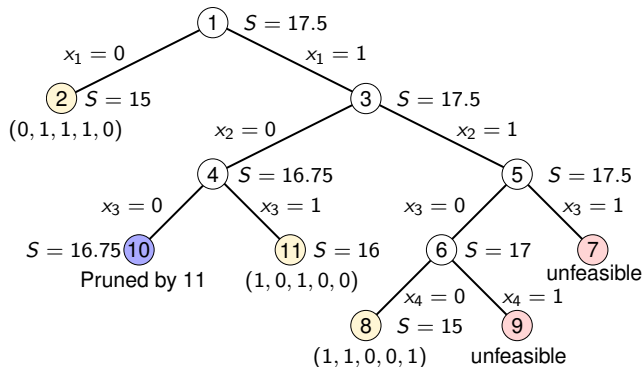 1 S = 17.5
x₁ = 0 x₁ = 1
2 S = 15 3 S = 17.5
(0, 1, 1, 1, 0) x₂ = 0 x₂ = 1
4 S = 16.75 5 S = 17.5
x₃ = 0 x₃ = 1 x₃ = 0 x₃ = 1
S = 16.75 10 11 S = 16 6 S = 17 7
Pruned by 11 (1, 0, 1, 0, 0) unfeasible
x₄ = 0 x₄ = 1
8 S = 15 9
(1, 1, 0, 0, 1) unfeasible